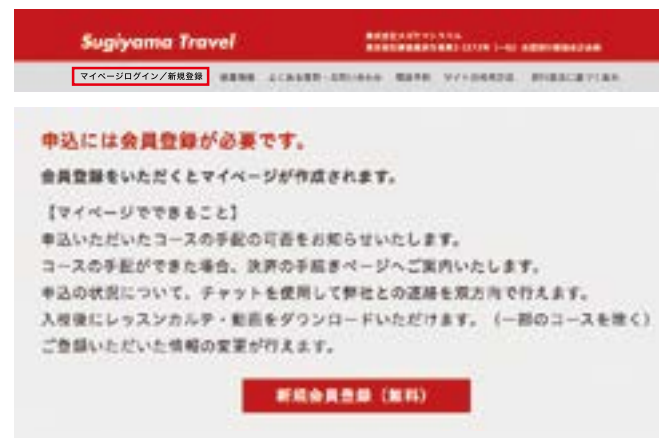 Sugiyama Travel
マイページログイン／新規登録
申込には会員登録が必要です。
会員登録をいただくとマイページが作成されます。
【マイページでできること】
申込いただいたコースの手配の可否をお知らせいたします。
コースの手配ができた場合、決済の手続きページへご案内いたします。
申込の状況について、チャットを使用して弊社との連絡を双方向で行えます。
入校後にレッスンカルテ・動画をダウンロードいただけます。（一部のコースを除く）
ご登録いただいた情報の変更が行えます。
新規会員登録（無料）